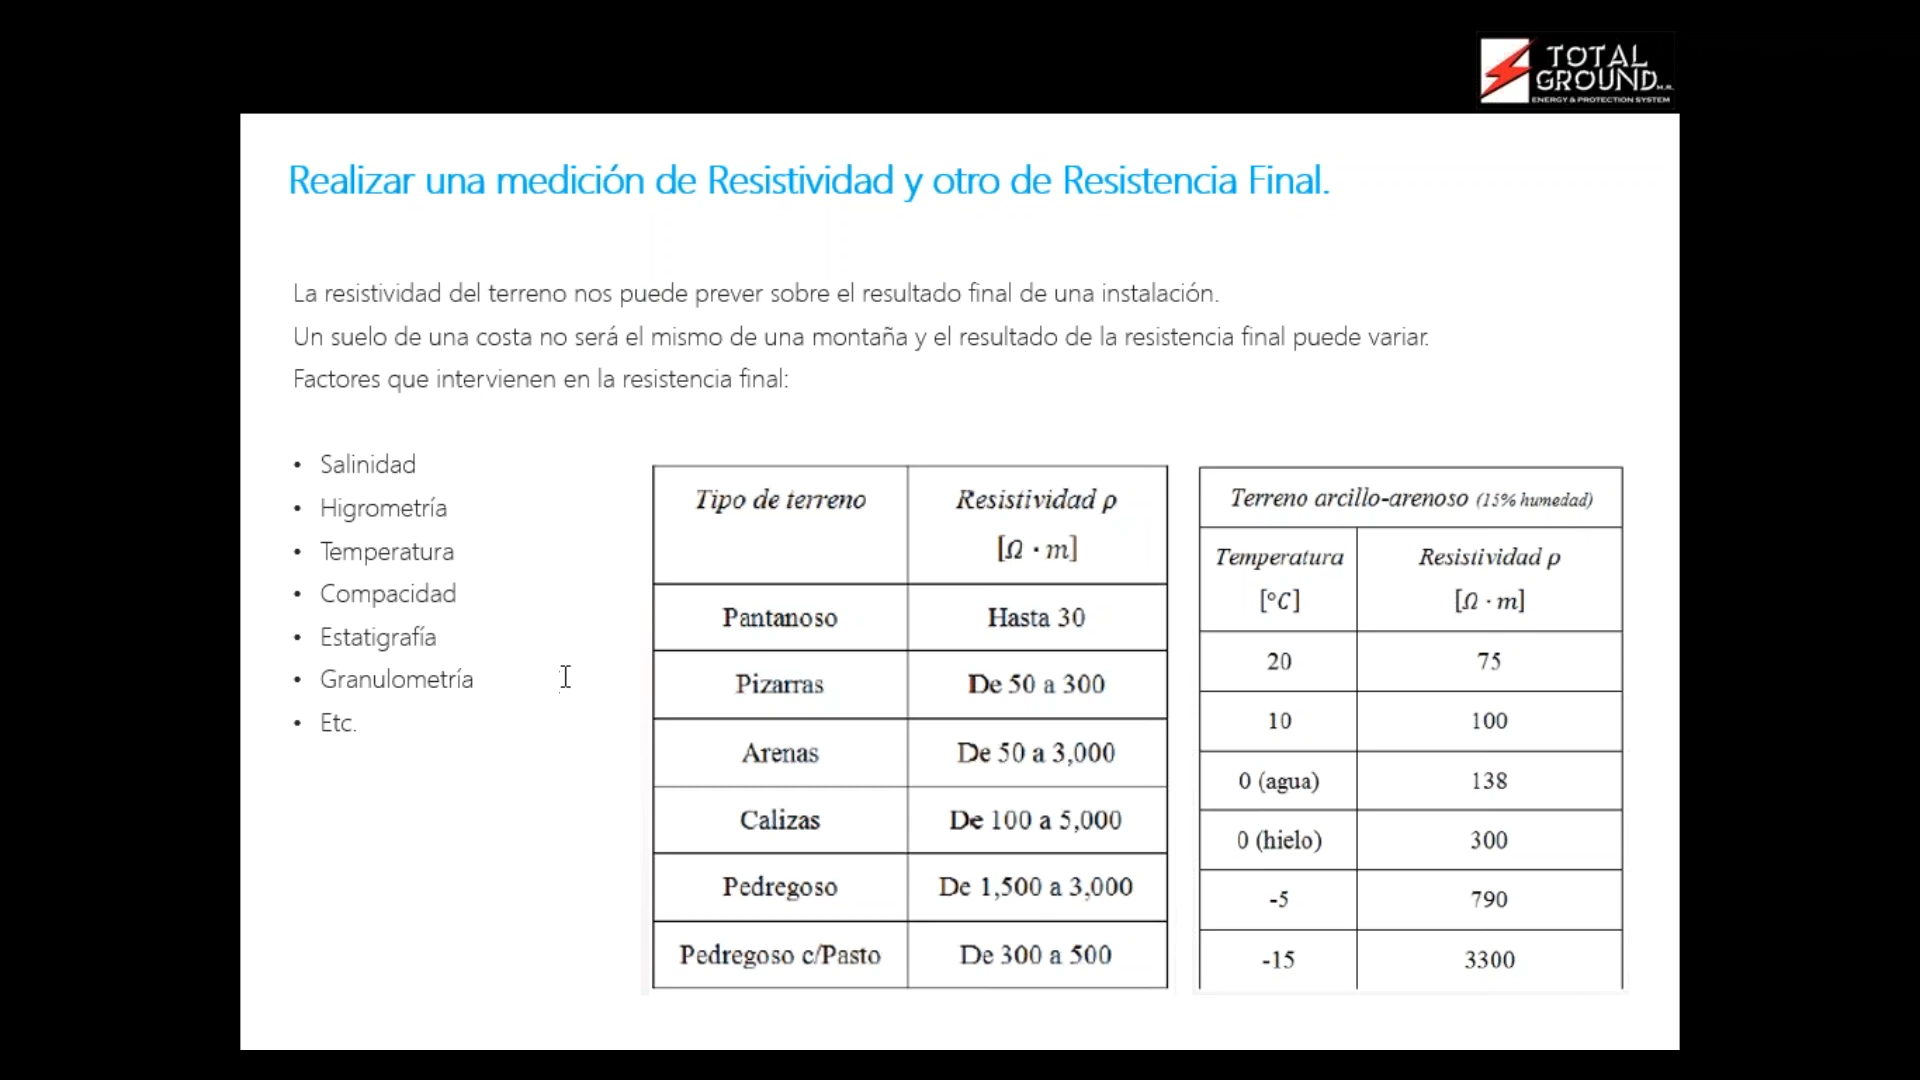 TOTAL
GROUND M.R.
ENERGY & PROTECTION SYSTEM
Realizar una medición de Resistividad y otro de Resistencia Final.
La resistividad del terreno nos puede prever sobre el resultado final de una instalación.
Un suelo de una costa no será el mismo de una montaña y el resultado de la resistencia final puede variar.
Factores que intervienen en la resistencia final:
• Salinidad
• Higrometría
• Temperatura
• Compacidad
• Estatigrafía
• Granulometría
• Etc.
Tipo de terreno Resistividad ρ
[Ω · m]
Pantanoso Hasta 30
Pizarras De 50 a 300
Arenas De 50 a 3,000
Calizas De 100 a 5,000
Pedregoso De 1,500 a 3,000
Pedregoso c/Pasto De 300 a 500
Terreno arcillo-arenoso (15% humedad)
Temperatura Resistividad ρ
[°C] [Ω · m]
20 75
10 100
0 (agua) 138
0 (hielo) 300
-5 790
-15 3300